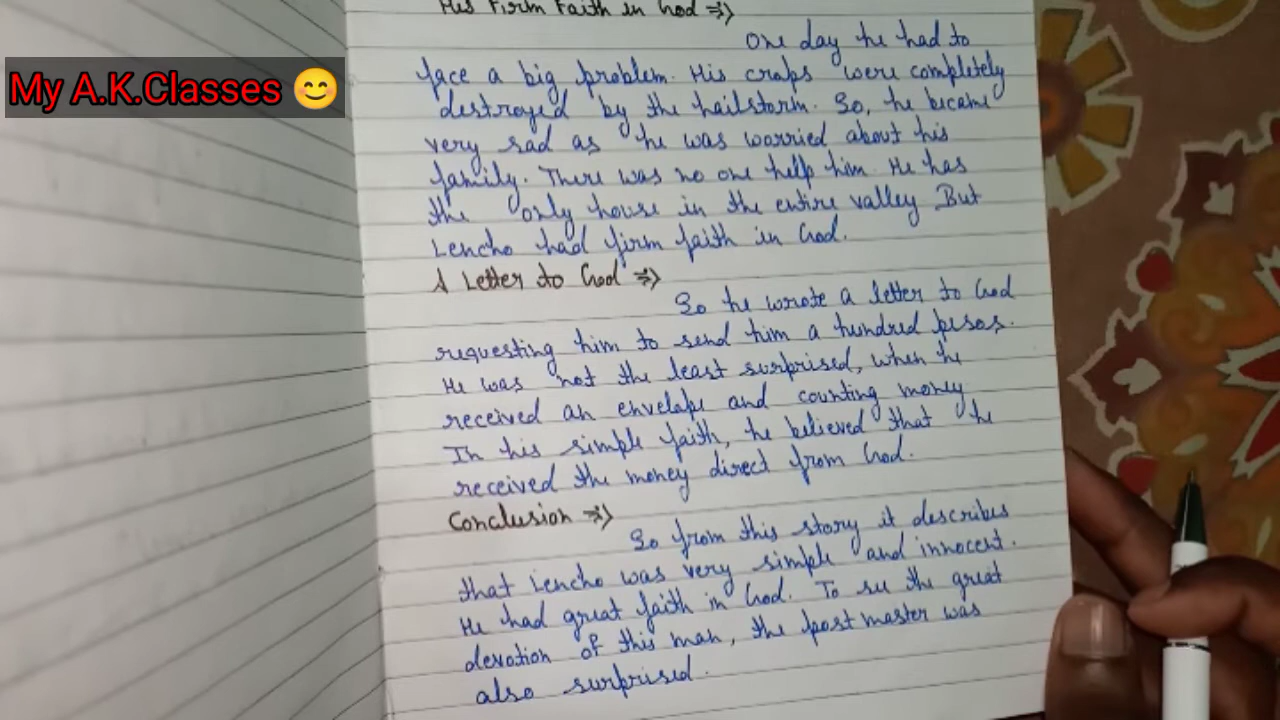 His Firm Faith in God ⇒)
My A.K.Classes 😊
One day he had to
face a big problem. His crops were completely
destroyed by the hailstorm. So, he became
very sad as he was worried about his
family. There was no one help him. He has
the only house in the entire valley But
Lencho had firm faith in God.
A Letter to God ⇒)
So he wrote a letter to God
requesting him to send him a hundred pesos.
He was not the least surprised, when he
received an envelope and counting money
In his simple faith, he believed that he
received the money direct from God.
Conclusion ⇒)
So from this story it describes
that Lencho was very simple and innocent.
He had great faith in God. To see the great
devotion of this man, the post master was
also surprised.